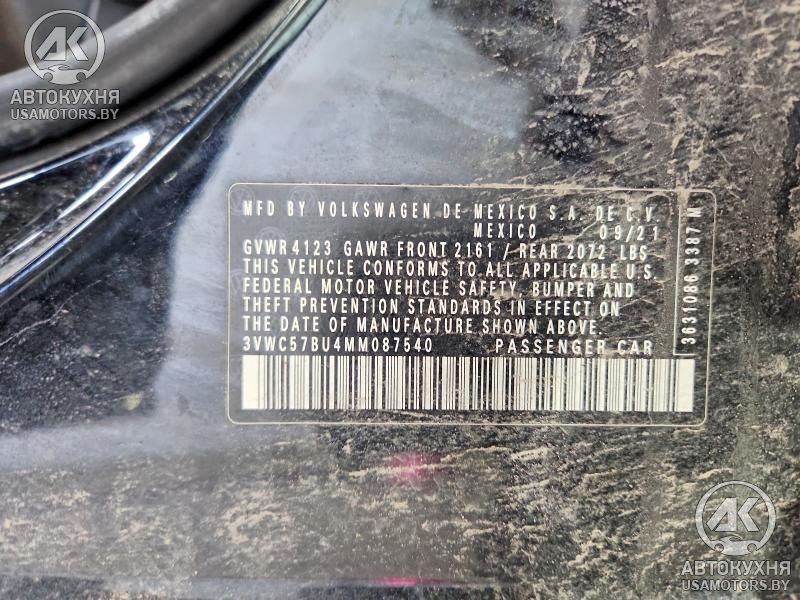 AK
АВТОКУХНЯ
USAMOTORS.BY
MFD BY VOLKSWAGEN DE MEXICO S.A. DE C.V.
MEXICO 09/21
GVWR 4123 GAWR FRONT 2161 / REAR 2072 LBS
THIS VEHICLE CONFORMS TO ALL APPLICABLE U.S.
FEDERAL MOTOR VEHICLE SAFETY, BUMPER AND
THEFT PREVENTION STANDARDS IN EFFECT ON
THE DATE OF MANUFACTURE SHOWN ABOVE.
3VWC57BU4MM087540 PASSENGER CAR
3631086 3387 M
AK
АВТОКУХНЯ
USAMOTORS.BY